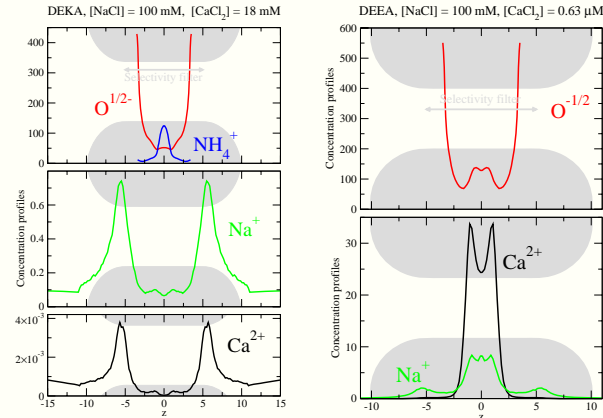 DEKA, [NaCl] = 100 mM, [CaCl₂] = 18 mM
400
300
200
100
0
Selectivity filter
O^1/2-
NH₄⁺
Concentration profiles
0.6
0.4
0.2
0
Na⁺
4×10⁻³
2×10⁻³
0
Ca²⁺
-15 -10 -5 0 5 10 15
z
DEEA, [NaCl] = 100 mM, [CaCl₂] = 0.63 µM
600
500
400
300
200
100
0
Concentration profiles
Selectivity filter
O^-1/2
30
20
10
0
Concentration profiles
Ca²⁺
Na⁺
-10 -5 0 5 10
z